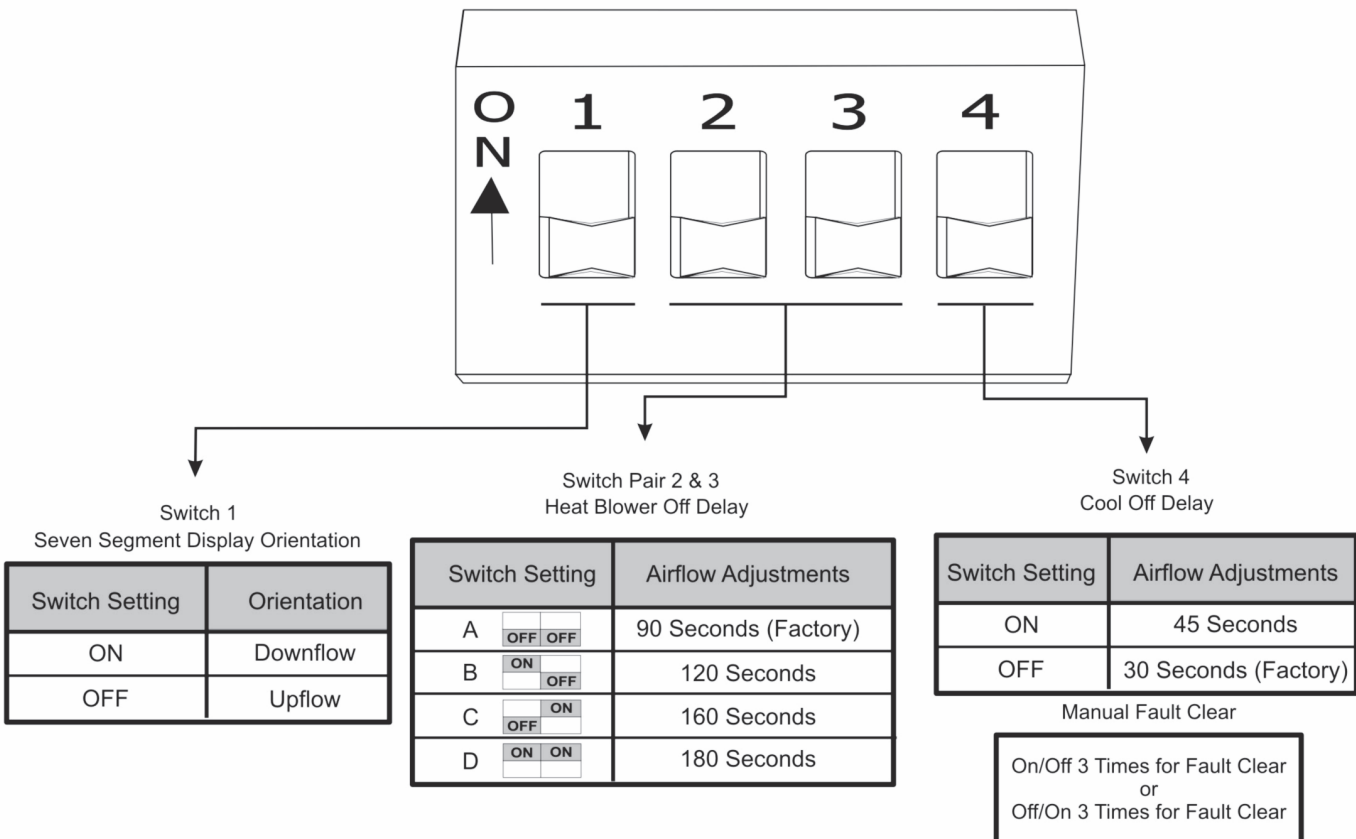 ON 1 2 3 4
Switch 1
Seven Segment Display Orientation
Switch Setting Orientation
ON Downflow
OFF Upflow
Switch Pair 2 & 3
Heat Blower Off Delay
Switch Setting Airflow Adjustments
A OFF OFF 90 Seconds (Factory)
B ON OFF 120 Seconds
C OFF ON 160 Seconds
D ON ON 180 Seconds
Switch 4
Cool Off Delay
Switch Setting Airflow Adjustments
ON 45 Seconds
OFF 30 Seconds (Factory)
Manual Fault Clear
On/Off 3 Times for Fault Clear
or
Off/On 3 Times for Fault Clear